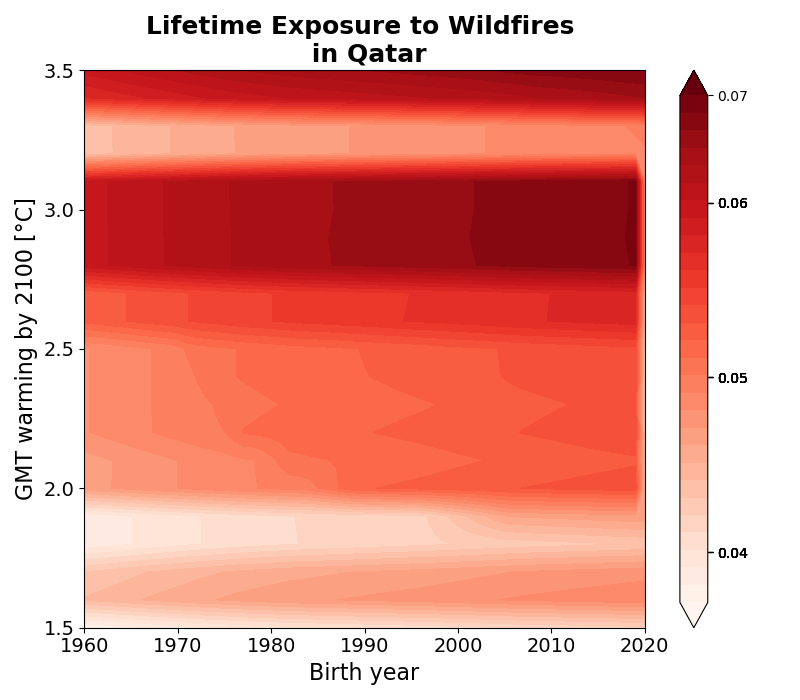 Lifetime Exposure to Wildfires
in Qatar
3.5
3.0
2.5
2.0
1.5
GMT warming by 2100 [°C]
1960 1970 1980 1990 2000 2010 2020
Birth year
0.07
0.06
0.05
0.04